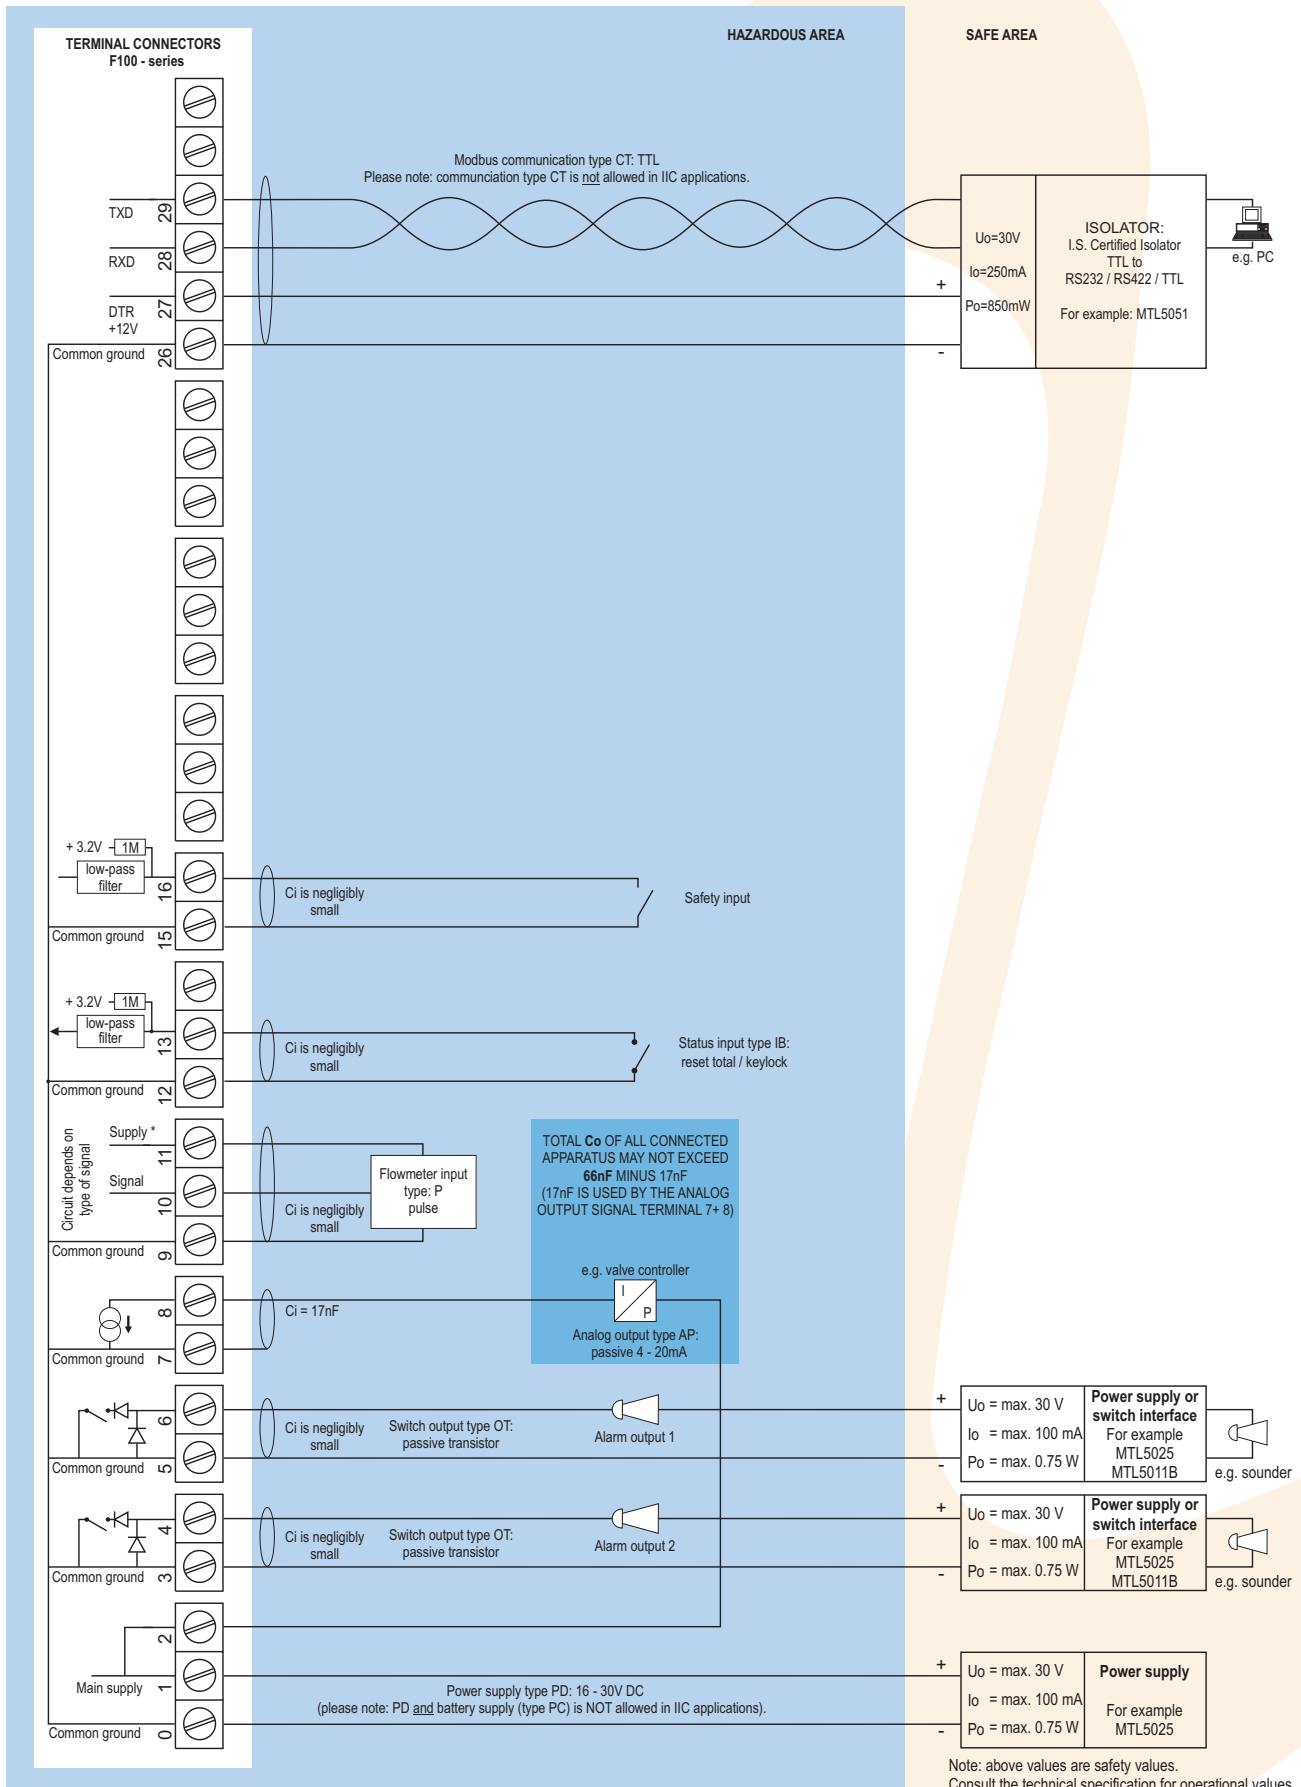 TERMINAL CONNECTORS
F100 - series
HAZARDOUS AREA
SAFE AREA
Modbus communication type CT: TTL
Please note: communciation type CT is not allowed in IIC applications.
TXD
29
RXD
28
DTR
+12V
27
Common ground
26
+
-
Uo=30V
Io=250mA
Po=850mW
ISOLATOR:
I.S. Certified Isolator
TTL to
RS232 / RS422 / TTL
For example: MTL5051
e.g. PC
+ 3.2V
1M
low-pass
filter
16
Common ground
15
Ci is negligibly
small
Safety input
+ 3.2V
1M
low-pass
filter
13
Common ground
12
Ci is negligibly
small
Status input type IB:
reset total / keylock
Circuit depends on
type of signal
Supply *
11
Signal
10
Common ground
9
Ci is negligibly
small
Flowmeter input
type: P
pulse
TOTAL Co OF ALL CONNECTED
APPARATUS MAY NOT EXCEED
66nF MINUS 17nF
(17nF IS USED BY THE ANALOG
OUTPUT SIGNAL TERMINAL 7+ 8)
e.g. valve controller
I
P
Analog output type AP:
passive 4 - 20mA
8
Ci = 17nF
Common ground
7
6
Common ground
5
Ci is negligibly
small
Switch output type OT:
passive transistor
Alarm output 1
+
-
Uo = max. 30 V
Io = max. 100 mA
Po = max. 0.75 W
Power supply or
switch interface
For example
MTL5025
MTL5011B
e.g. sounder
4
Common ground
3
Ci is negligibly
small
Switch output type OT:
passive transistor
Alarm output 2
+
-
Uo = max. 30 V
Io = max. 100 mA
Po = max. 0.75 W
Power supply or
switch interface
For example
MTL5025
MTL5011B
e.g. sounder
2
Main supply
1
Common ground
0
Power supply type PD: 16 - 30V DC
(please note: PD and battery supply (type PC) is NOT allowed in IIC applications).
+
-
Uo = max. 30 V
Io = max. 100 mA
Po = max. 0.75 W
Power supply
For example
MTL5025
Note: above values are safety values.
Consult the technical specification for operational values